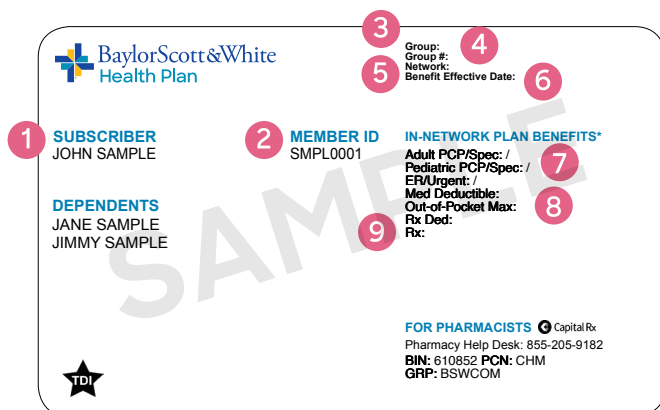 BaylorScott&White
Health Plan
3
Group:
4
Group #:
Network:
5
Benefit Effective Date:
6
1
SUBSCRIBER
JOHN SAMPLE
2
MEMBER ID
SMPL0001
IN-NETWORK PLAN BENEFITS*
Adult PCP/Spec: /
Pediatric PCP/Spec: /
7
ER/Urgent: /
Med Deductible:
Out-of-Pocket Max:
8
Rx Ded:
9
Rx:
DEPENDENTS
JANE SAMPLE
JIMMY SAMPLE
SAMPLE
FOR PHARMACISTS Capital Rx
Pharmacy Help Desk: 855-205-9182
BIN: 610852 PCN: CHM
GRP: BSWCOM
TDI